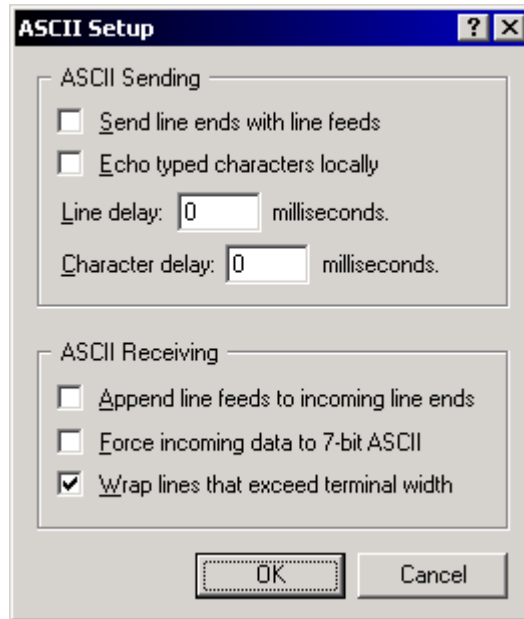 ASCII Setup
ASCII Sending
Send line ends with line feeds
Echo typed characters locally
Line delay: 0 milliseconds.
Character delay: 0 milliseconds.
ASCII Receiving
Append line feeds to incoming line ends
Force incoming data to 7-bit ASCII
Wrap lines that exceed terminal width
OK Cancel